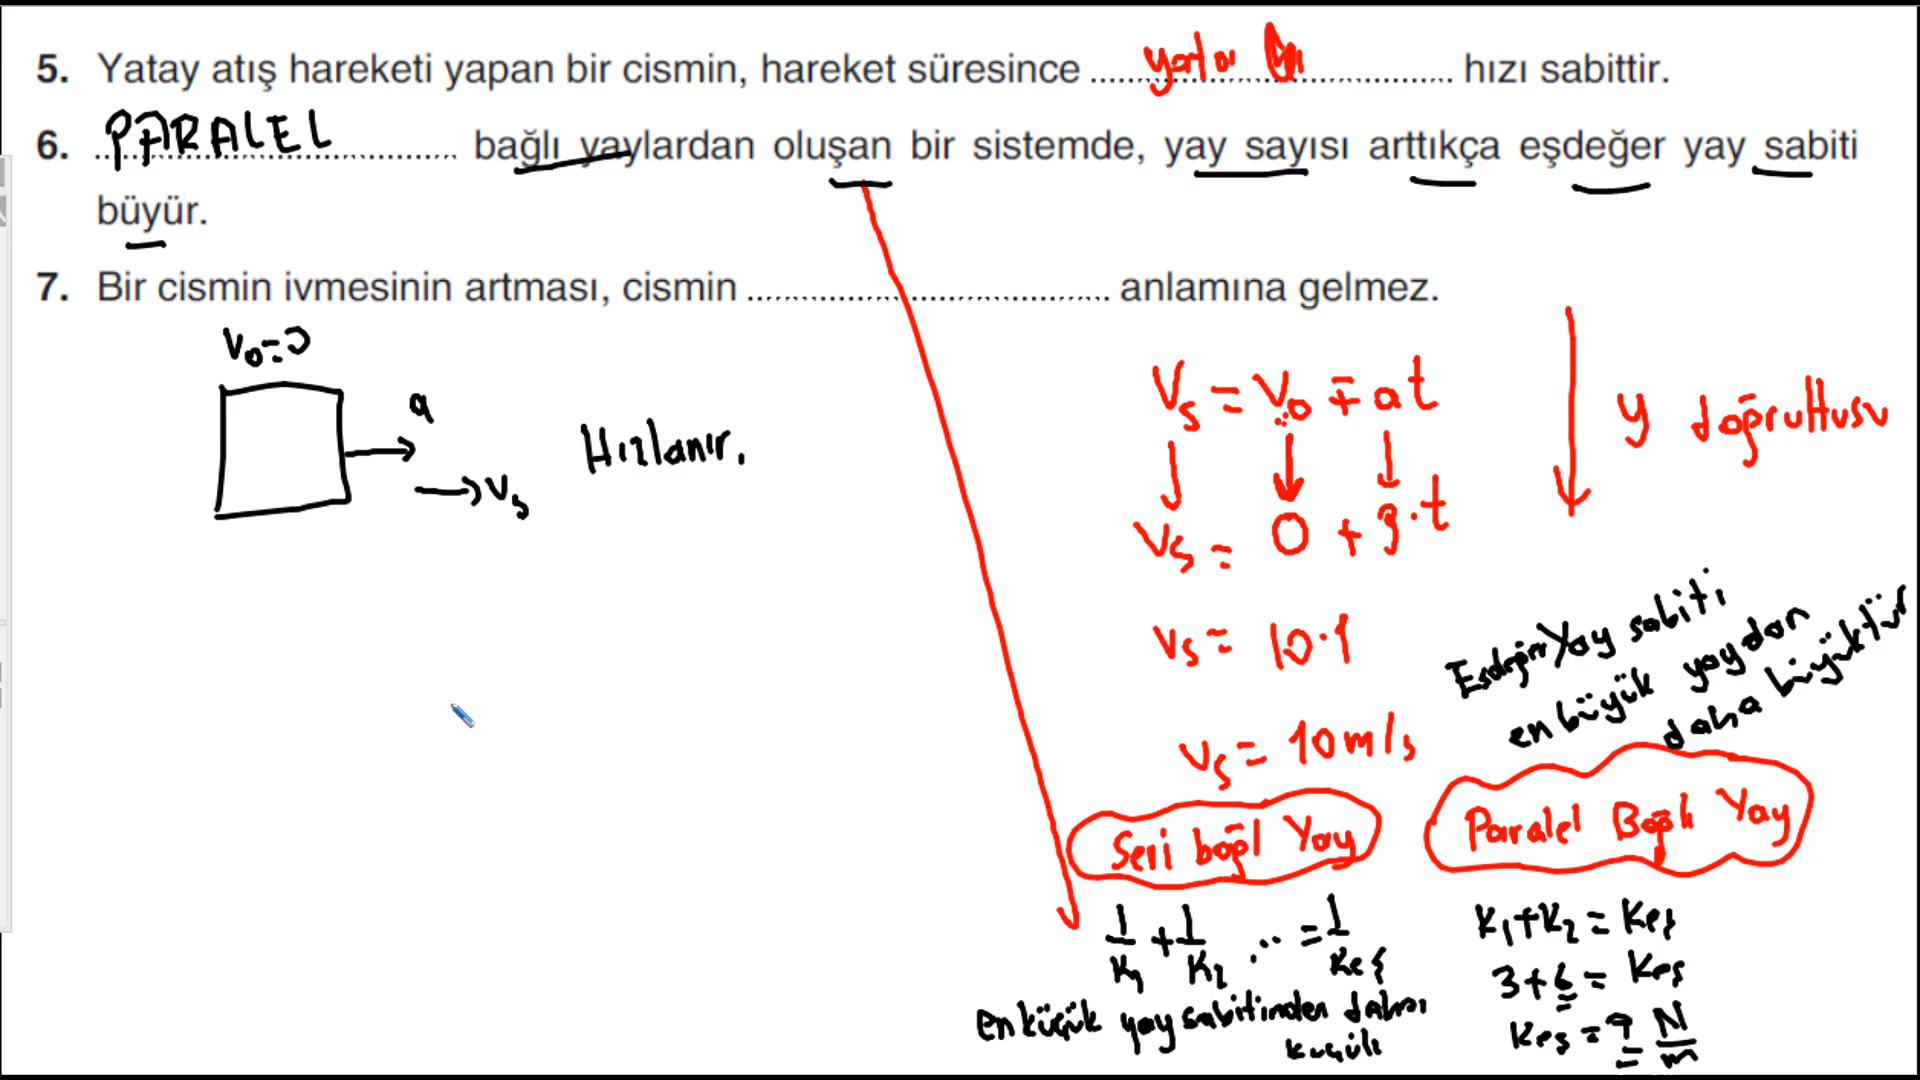 5. Yatay atış hareketi yapan bir cismin, hareket süresince ........ hızı sabittir.
6. PARALEL bağlı yaylardan oluşan bir sistemde, yay sayısı arttıkça eşdeğer yay sabiti
büyür.
7. Bir cismin ivmesinin artması, cismin ........ anlamına gelmez.
V₀=0
a
Vs
Hızlanır.
Vs = V₀ ∓ at
y doğrultusu
Vs = 0 + g.t
Vs = 10.1
Vs = 10 m/s
Eşdeğer Yay sabiti
en büyük yaydan
daha büyüktür
Seri bağlı Yay
Paralel Bağlı Yay
1/K₁ + 1/K₂ ... = 1/Keş
en küçük yay sabitinden daha
küçük
K₁+K₂ = Keş
3+6 = Keş
Keş = 9 N/m